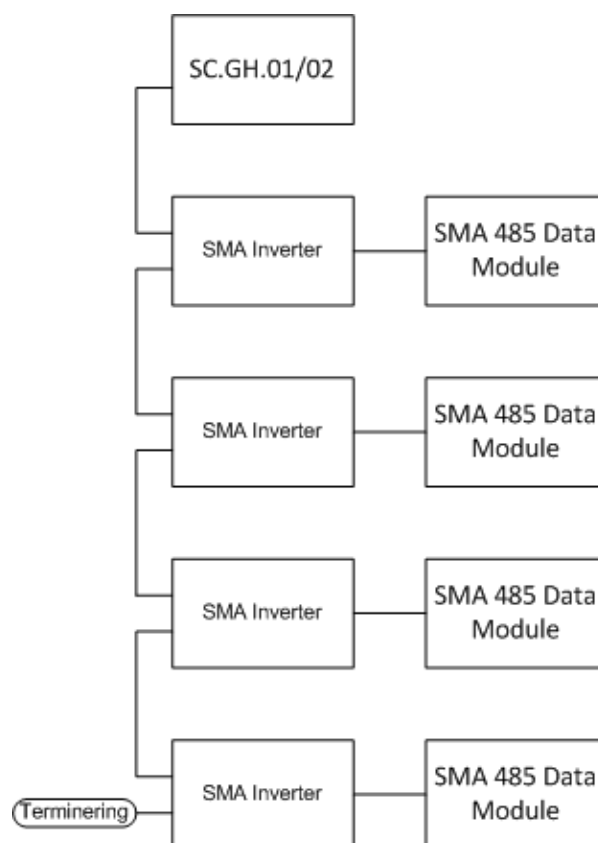 SC.GH.01/02
SMA Inverter
SMA 485 Data
Module
SMA Inverter
SMA 485 Data
Module
SMA Inverter
SMA 485 Data
Module
SMA Inverter
SMA 485 Data
Module
Terminering